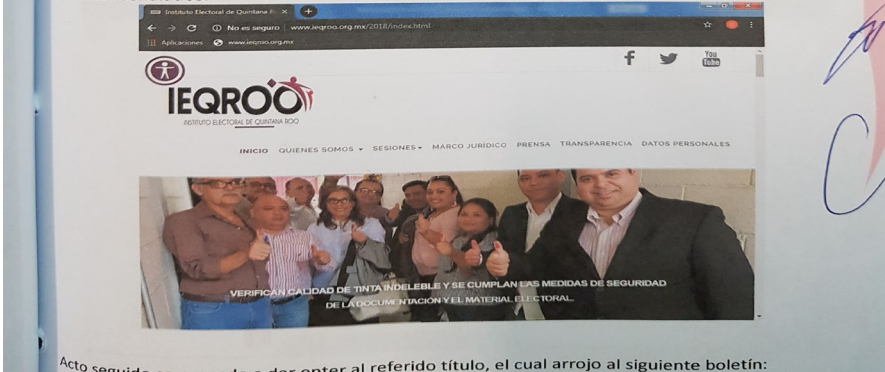 Instituto Electoral de Quintana R
No es seguro www.ieqroo.org.mx/2018/index.html
Aplicaciones www.ieqroo.org.mx
f You Tube
IEQROO
INSTITUTO ELECTORAL DE QUINTANA ROO
INICIO QUIENES SOMOS SESIONES MARCO JURÍDICO PRENSA TRANSPARENCIA DATOS PERSONALES
VERIFICAN CALIDAD DE TINTA INDELEBLE Y SE CUMPLAN LAS MEDIDAS DE SEGURIDAD
DE LA DOCUMENTACIÓN Y EL MATERIAL ELECTORAL.
Acto seguido a dar enter al referido título, el cual arrojo al siguiente boletín: